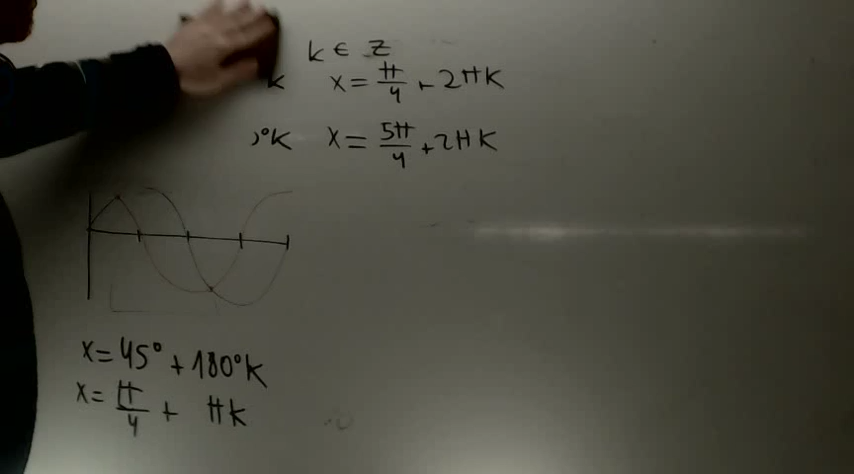 k ∈ Z
k x = π/4 + 2πk
)°k x = 5π/4 + 2πk
x = 45° + 180°k
x = π/4 + πk